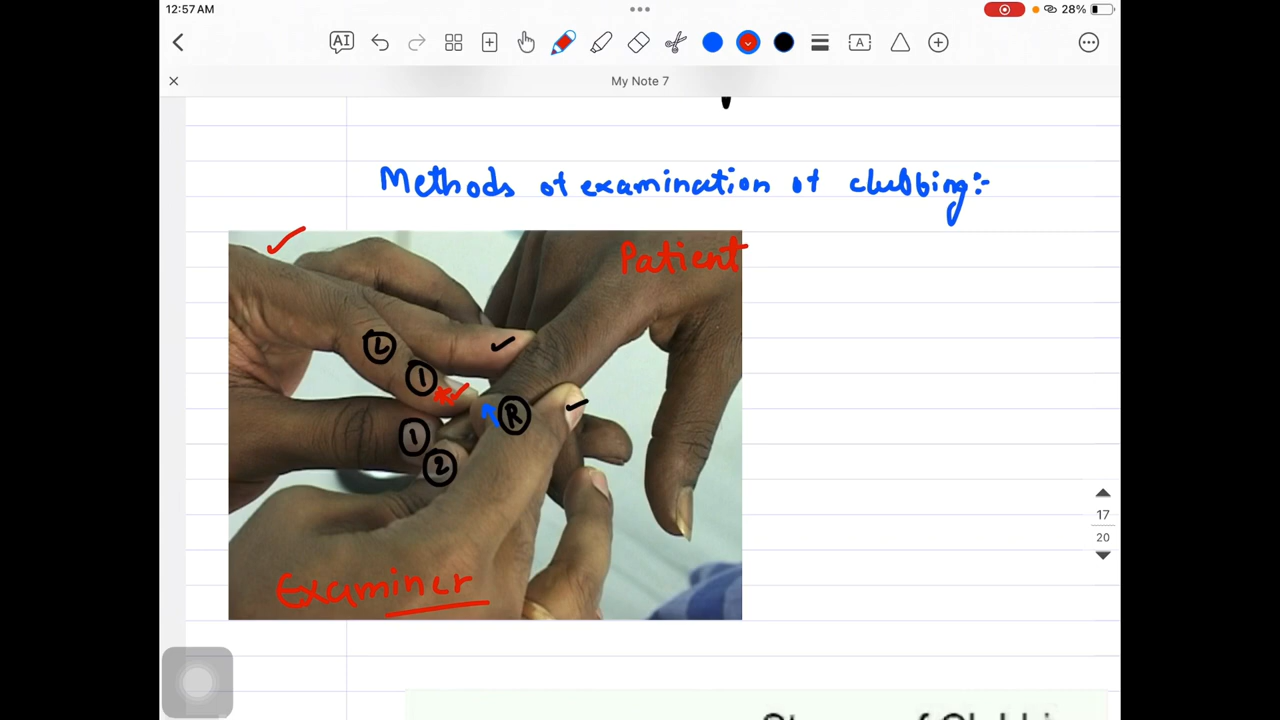 12:57 AM
28%
AI
A
My Note 7
Methods of examination of clubbing:-
Patient
L
1
R
1
2
Examiner
17
20